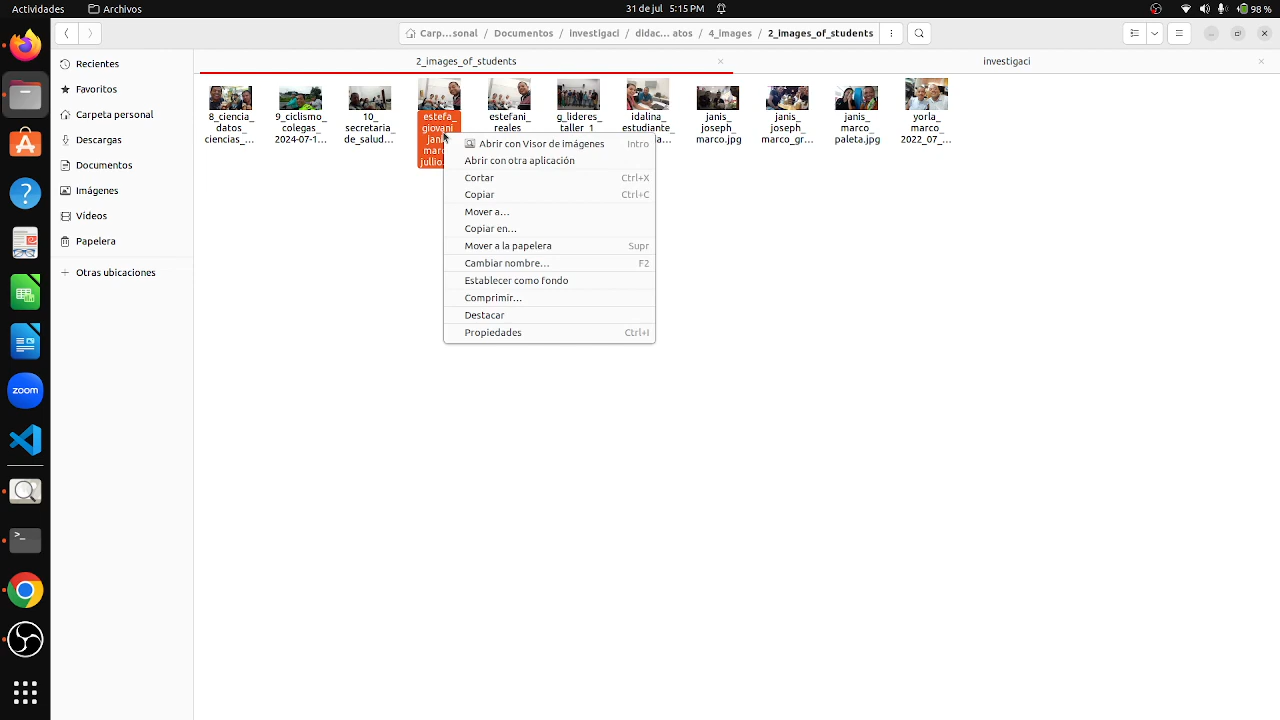 Actividades
Archivos
31 de jul 5:15 PM
98 %
Carp…sonal / Documentos / investigaci / didac… atos / 4_images / 2_images_of_students
2_images_of_students
investigaci
Recientes
Favoritos
Carpeta personal
Descargas
Documentos
Imágenes
Vídeos
Papelera
Otras ubicaciones
8_ciencia_
datos_
ciencias_…
9_ciclismo_
colegas_
2024-07-1…
10_
secretaria_
de_salud…
estefa_
giovani_
estefani_
reales
g_lideres_
taller_1
idalina_
estudiante_
janis_
joseph_
marco.jpg
janis_
joseph_
marco_gr…
janis_
marco_
paleta.jpg
yorla_
marco_
2022_07_…
Abrir con Visor de imágenes Intro
Abrir con otra aplicación
Cortar Ctrl+X
Copiar Ctrl+C
Mover a…
Copiar en…
Mover a la papelera Supr
Cambiar nombre… F2
Establecer como fondo
Comprimir…
Destacar
Propiedades Ctrl+I
zoom